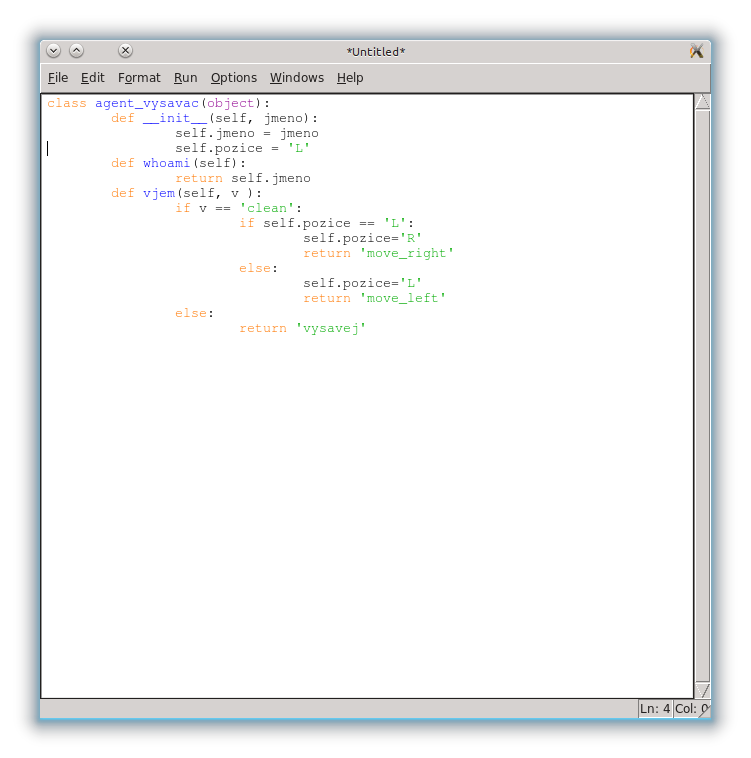 *Untitled*
File Edit Format Run Options Windows Help
class agent_vysavac(object):
        def __init__(self, jmeno):
                self.jmeno = jmeno
                self.pozice = 'L'
        def whoami(self):
                return self.jmeno
        def vjem(self, v ):
                if v == 'clean':
                        if self.pozice == 'L':
                                self.pozice='R'
                                return 'move_right'
                        else:
                                self.pozice='L'
                                return 'move_left'
                else:
                        return 'vysavej'
Ln: 4 Col: 0